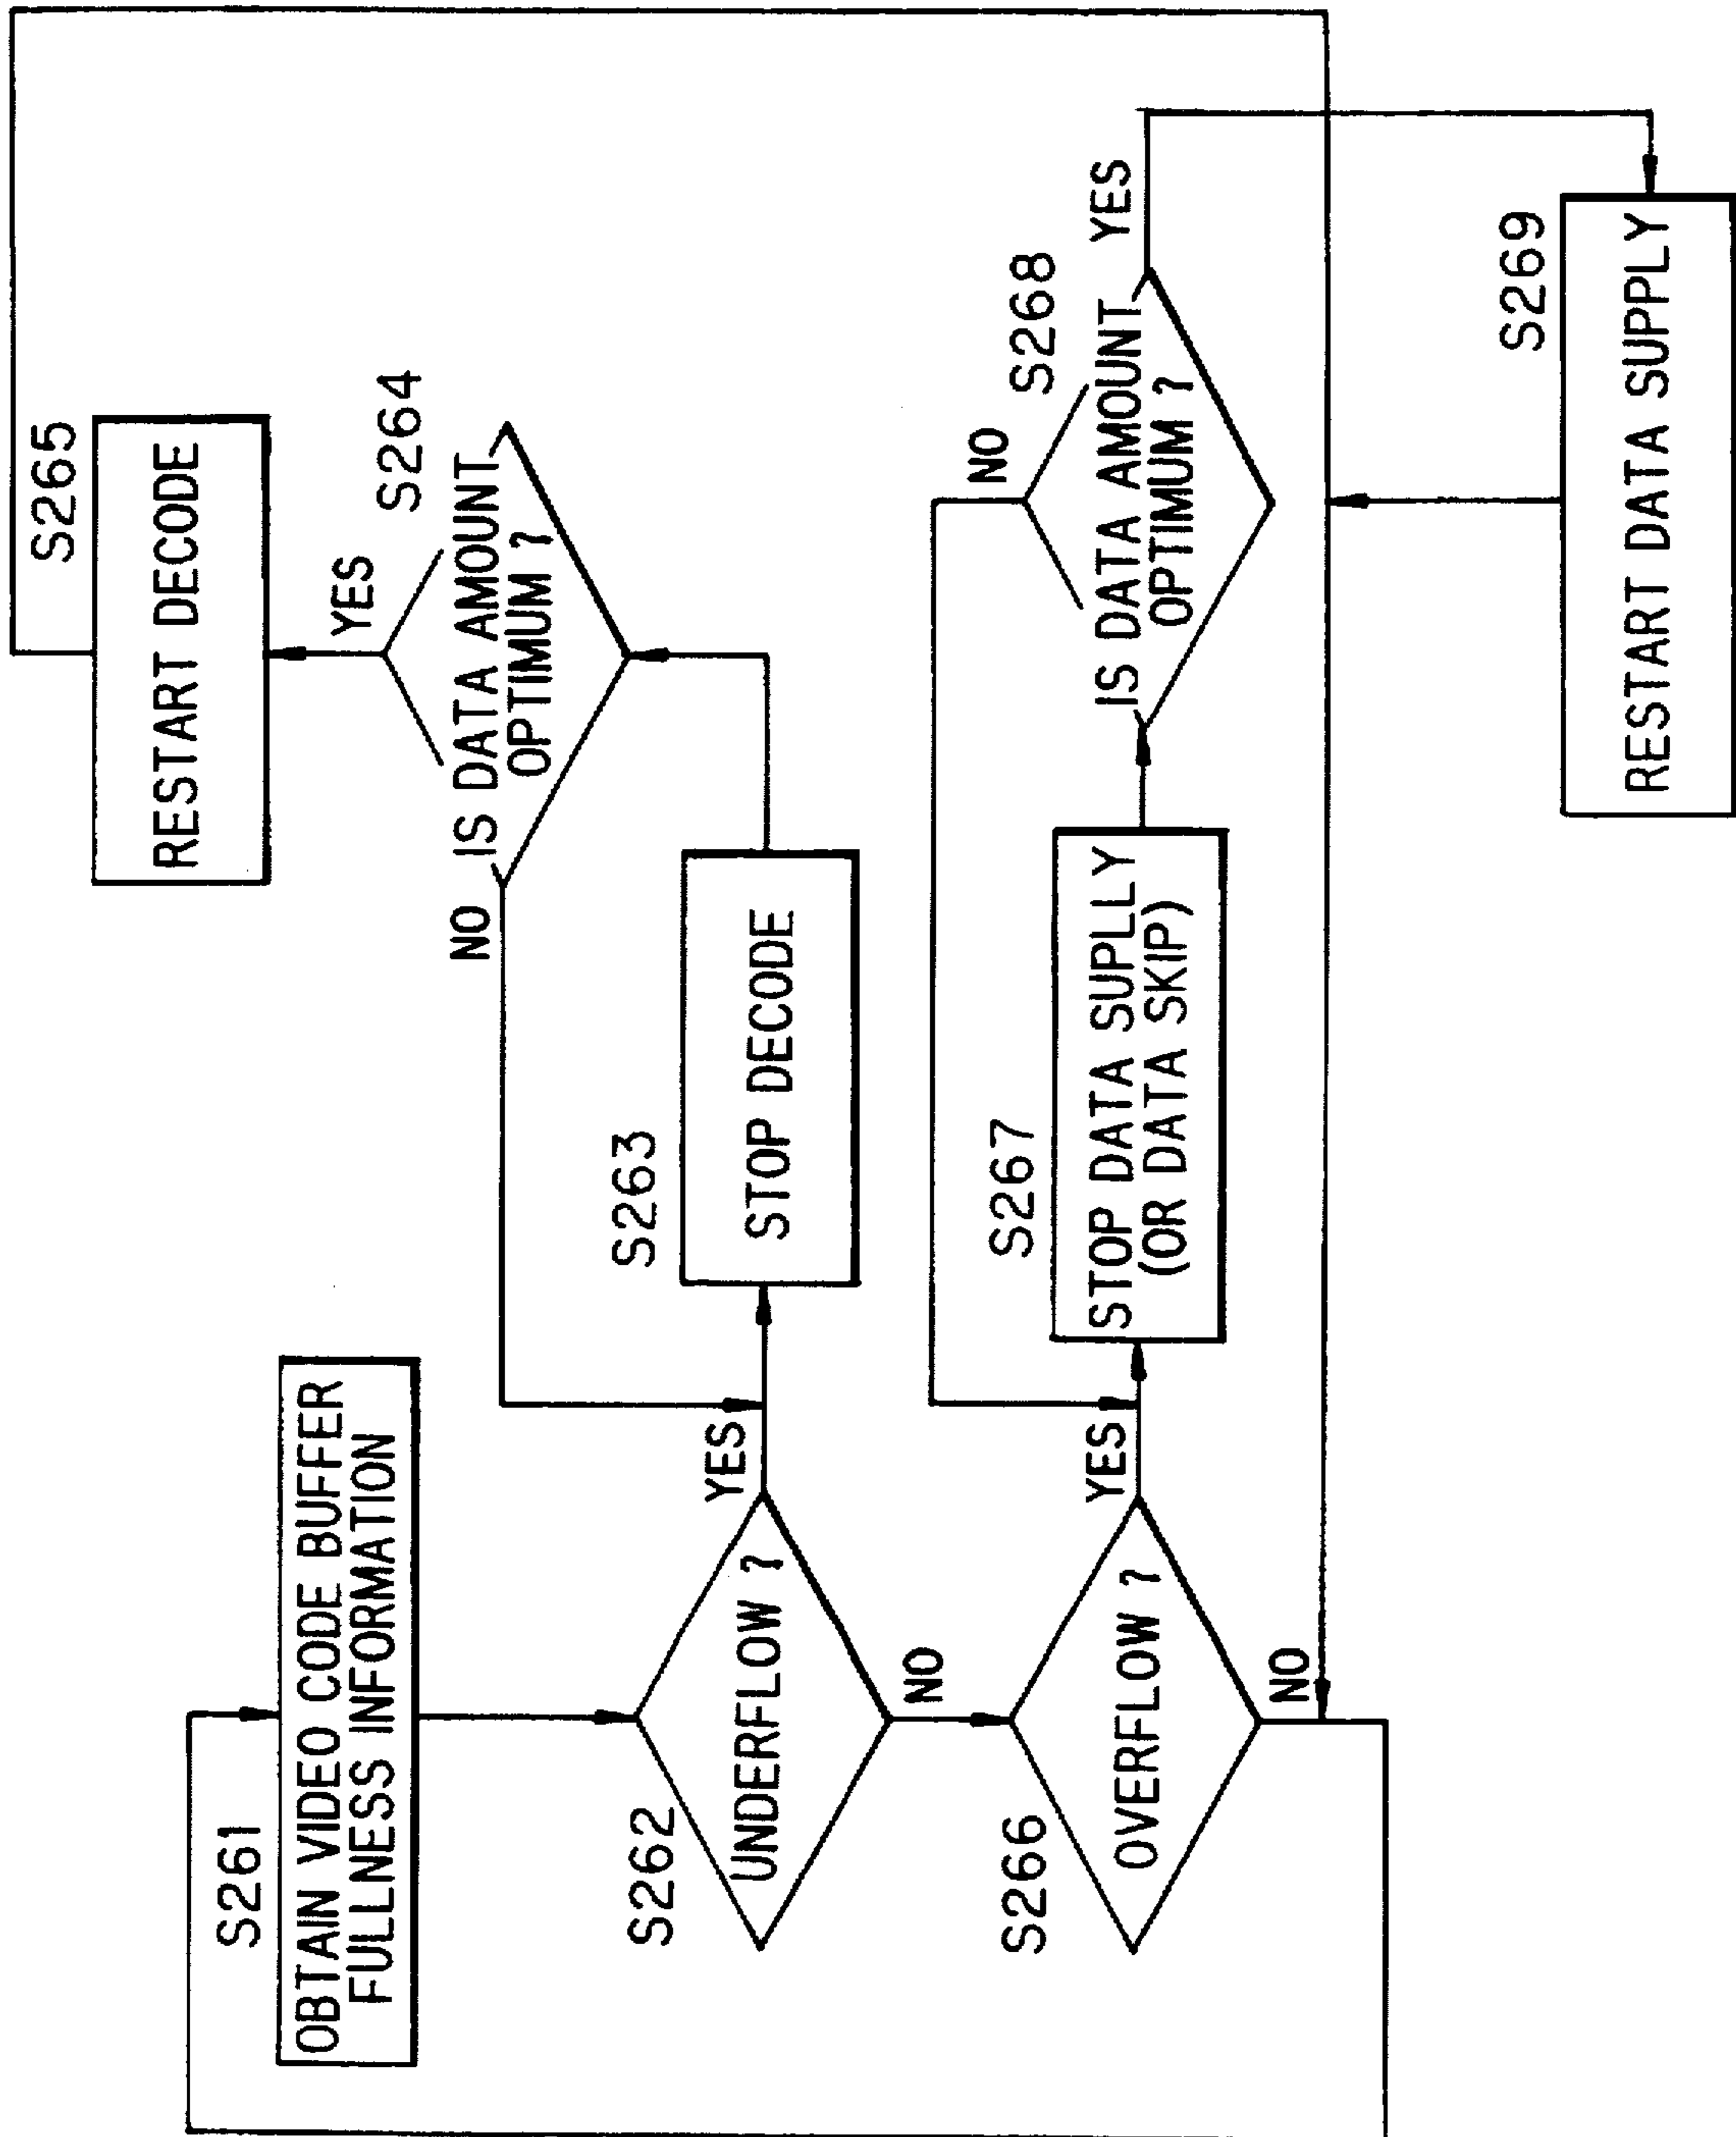 S261
OBTAIN VIDEO CODE BUFFER
FULLNESS INFORMATION
S262
UNDERFLOW ?
YES
NO
S263
STOP DECODE
S264
IS DATA AMOUNT
OPTIMUM ?
NO
YES
S265
RESTART DECODE
S266
OVERFLOW ?
YES
NO
S267
STOP DATA SUPLLY
(OR DATA SKIP)
S268
IS DATA AMOUNT
OPTIMUM ?
NO
YES
S269
RESTART DATA SUPPLY